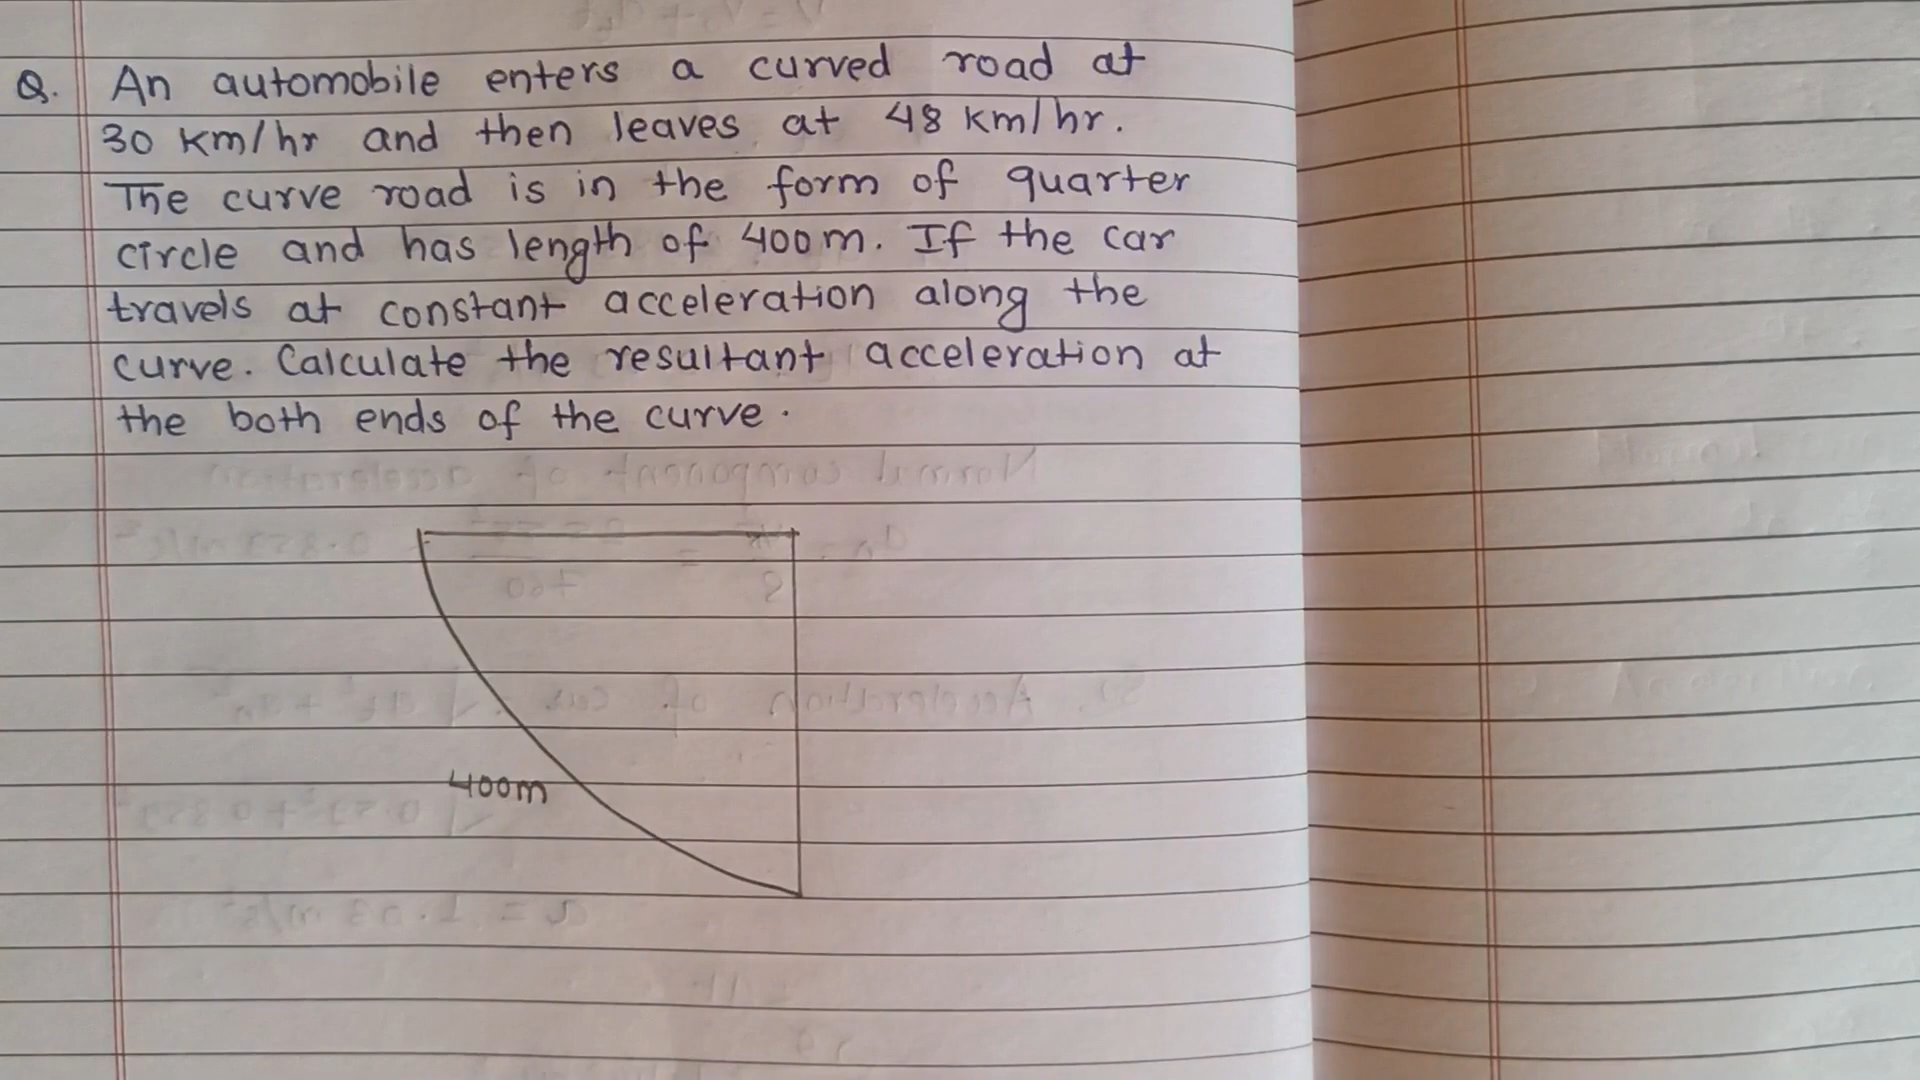 Q. An automobile enters a curved road at
30 km/hr and then leaves at 48 km/hr.
The curve road is in the form of quarter
circle and has length of 400m. If the car
travels at constant acceleration along the
curve. Calculate the resultant acceleration at
the both ends of the curve.
400m